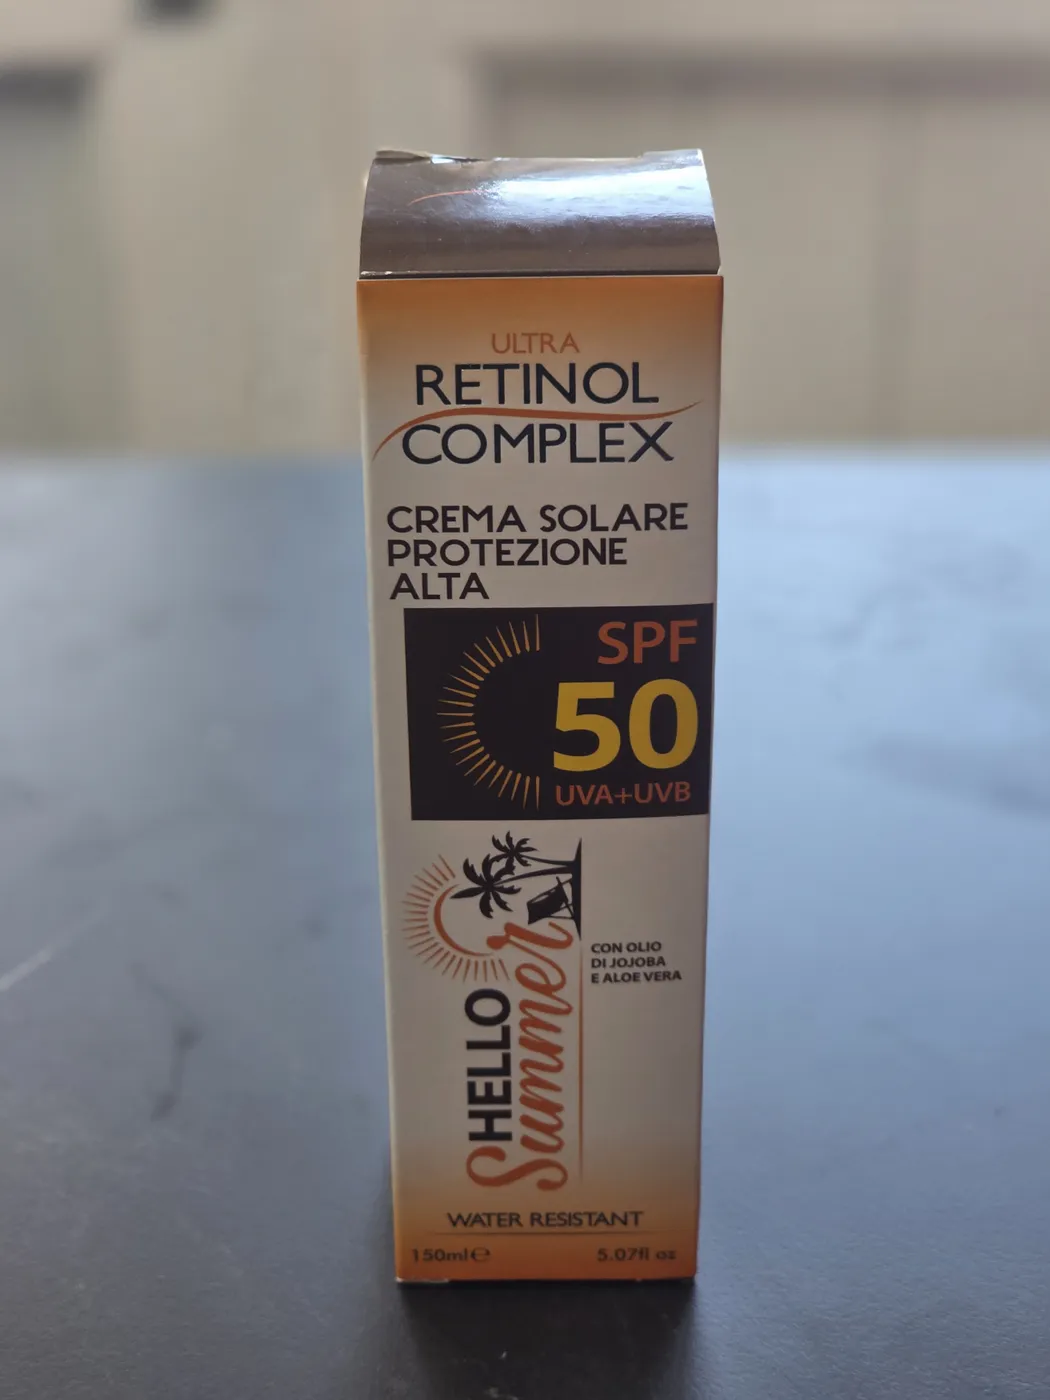 ULTRA
RETINOL
COMPLEX
CREMA SOLARE
PROTEZIONE
ALTA
SPF
50
UVA+UVB
CON OLIO
DI JOJOBA
E ALOE VERA
HELLO
Summer
WATER RESISTANT
150ml℮ 5.07fl oz